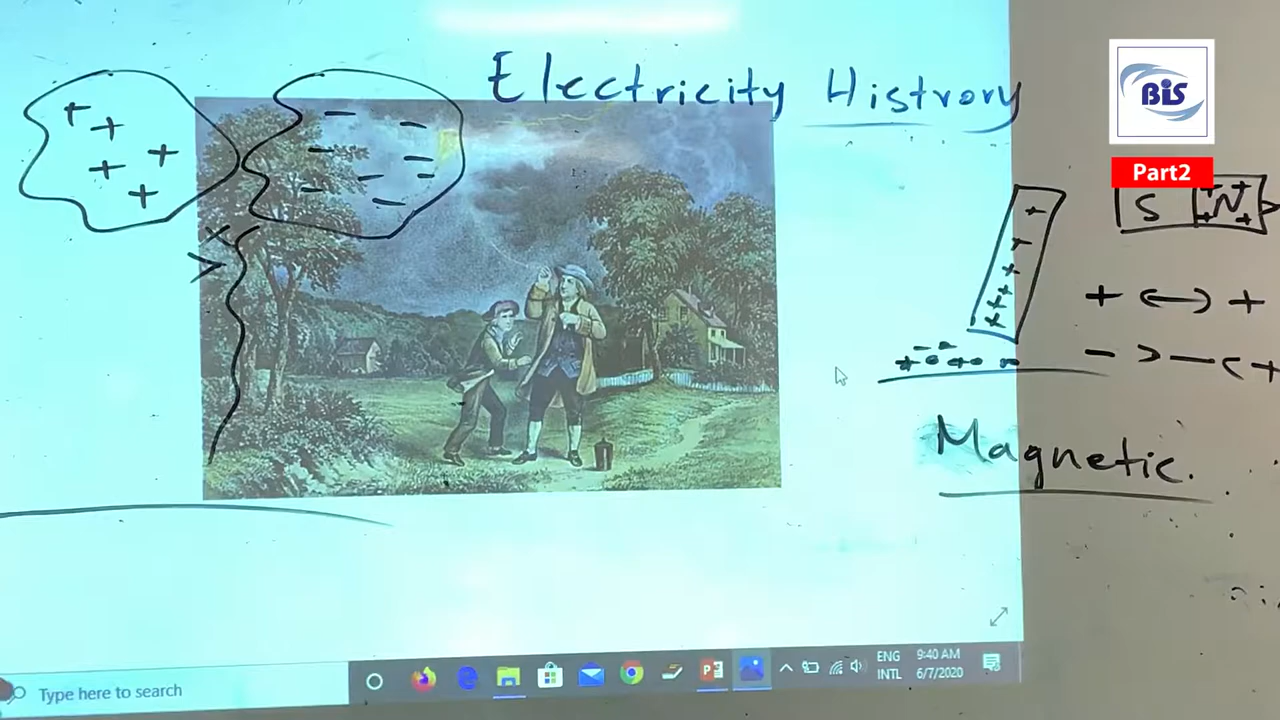 Electricity Histrory
BiS
Part2
+
+
+
+
+
- - - - - - - - -
+
+
+
+
+
+
+
S N
+ +
+ +
+ ↔ +
- > — < +
Magnetic.
Type here to search
ENG
INTL
9:40 AM
6/7/2020